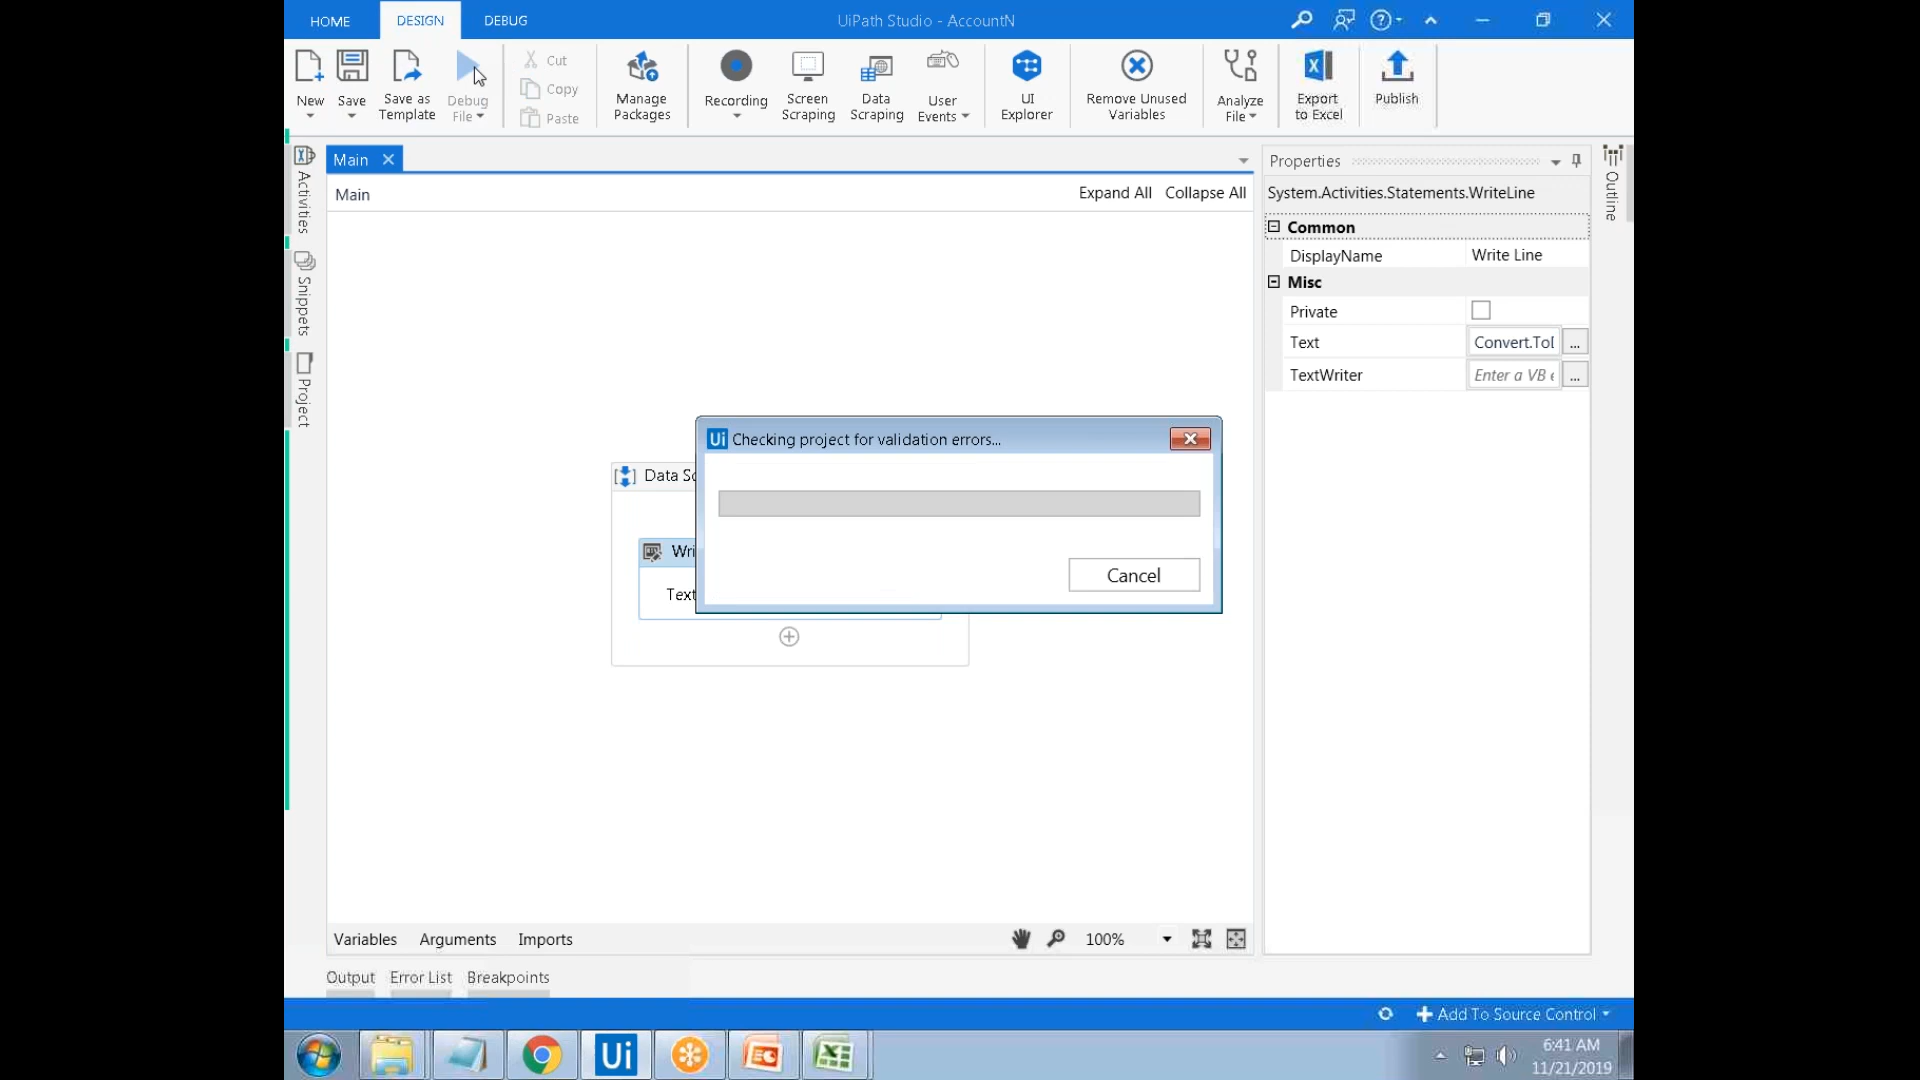 HOME DESIGN DEBUG UiPath Studio - AccountN
New
Save
Save as
Template
Debug
File
Cut
Copy
Paste
Manage
Packages
Recording
Screen
Scraping
Data
Scraping
User
Events
UI
Explorer
Remove Unused
Variables
Analyze
File
Export
to Excel
Publish
Activities
Snippets
Project
Main
Main Expand All Collapse All
Properties
System.Activities.Statements.WriteLine
Common
DisplayName Write Line
Misc
Private
Text Convert.ToI ...
TextWriter Enter a VB e ...
Outline
Ui Checking project for validation errors...
Cancel
Data Sc
Wri
Text
Variables Arguments Imports 100%
Output Error List Breakpoints
Add To Source Control
Ui
6:41 AM
11/21/2019